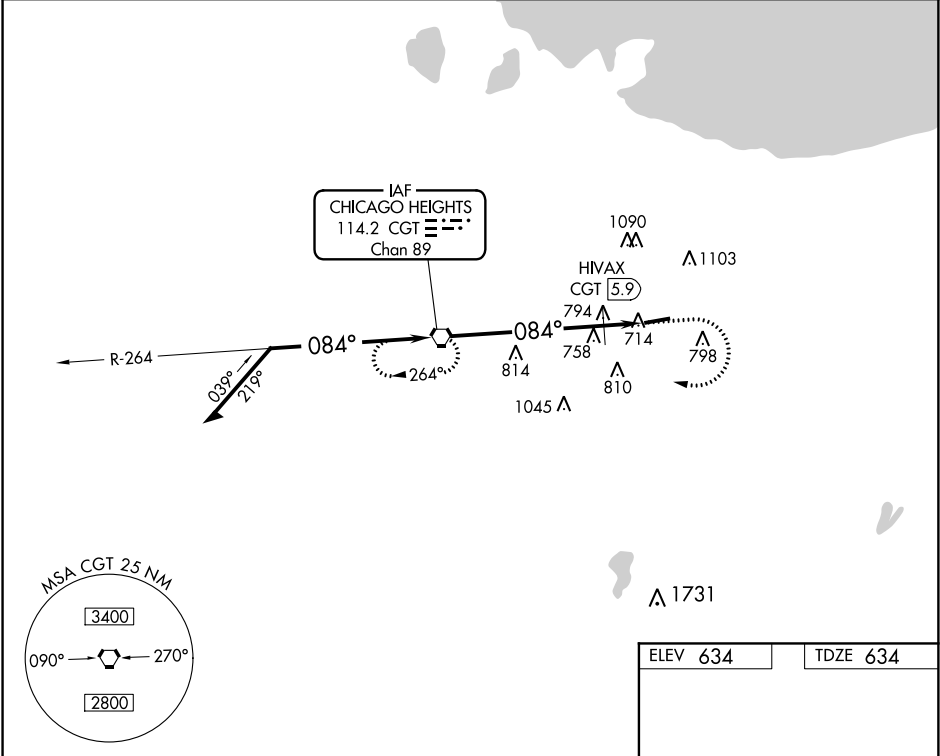 IAF
CHICAGO HEIGHTS
114.2 CGT
Chan 89
1090
1103
HIVAX
CGT 5.9
794
R-264
084°
084°
758
714
798
264°
814
810
039°
219°
1045
MSA CGT 25 NM
3400
090°
270°
2800
1731
ELEV 634
TDZE 634